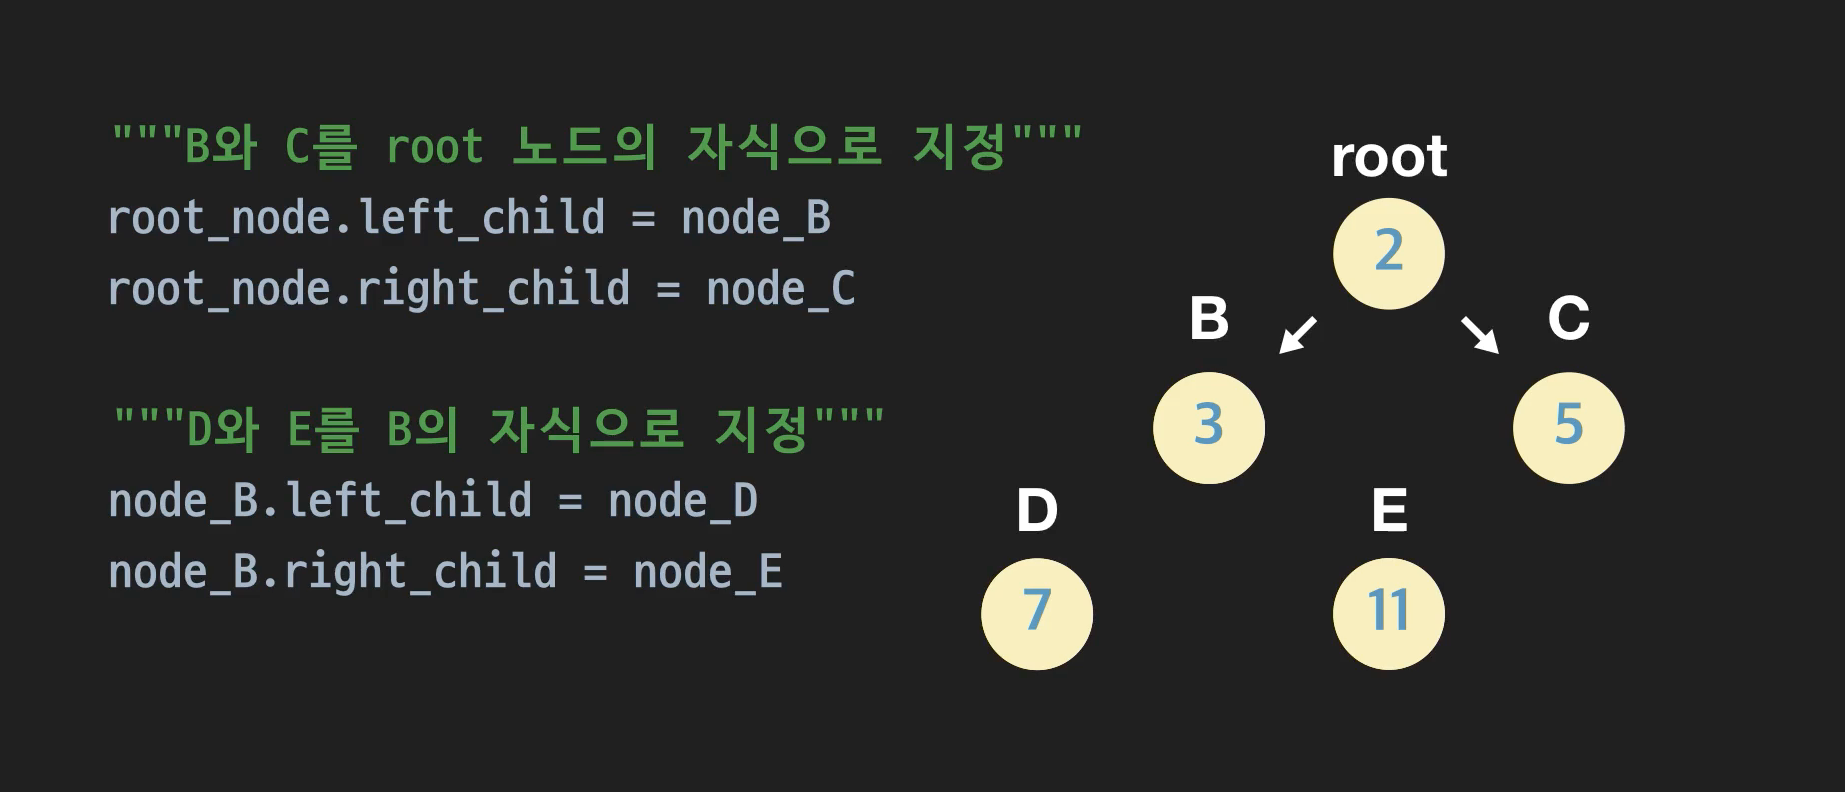 """B와 C를 root 노드의 자식으로 지정"""
root_node.left_child = node_B
root_node.right_child = node_C
"""D와 E를 B의 자식으로 지정"""
node_B.left_child = node_D
node_B.right_child = node_E
root
2
B
C
3
5
D
E
7
11